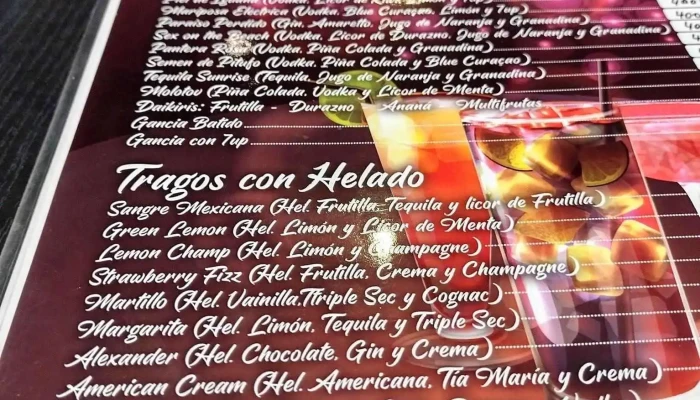 (Vodka, Blue Curaçao, Limón y 7up)
Paraíso Perdido (Gin, Amaretto, Jugo de Naranja y Granadina)
Sex on the Beach (Vodka, Licor de Durazno, Jugo de Naranja y Granadina)
Pantera Rosa (Vodka, Piña Colada y Granadina)
Semen de Pitufo (Vodka, Piña Colada y Blue Curaçao)
Tequila Sunrise (Tequila, Jugo de Naranja y Granadina)
Molotov (Piña Colada, Vodka y Licor de Menta)
Daikiris: Frutilla - Durazno - Ananá - Multifrutas
Gancia Batido
Gancia con 7up
Tragos con Helado
Sangre Mexicana (Hel. Frutilla, Tequila y licor de Frutilla)
Green Lemon (Hel. Limón y Licor de Menta)
Lemon Champ (Hel. Limón y Champagne)
Strawberry Fizz (Hel. Frutilla, Crema y Champagne)
Martillo (Hel. Vainilla, Ttriple Sec y Cognac)
Margarita (Hel. Limón, Tequila y Triple Sec)
Alexander (Hel. Chocolate, Gin y Crema)
American Cream (Hel. Americana, Tía María y Crema)